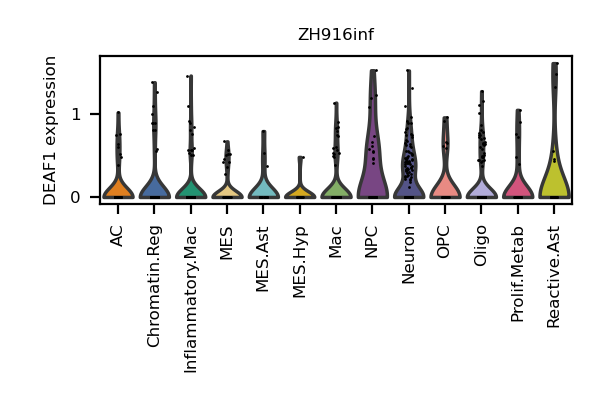 ZH916inf
DEAF1 expression
1
0
AC
Chromatin.Reg
Inflammatory.Mac
MES
MES.Ast
MES.Hyp
Mac
NPC
Neuron
OPC
Oligo
Prolif.Metab
Reactive.Ast